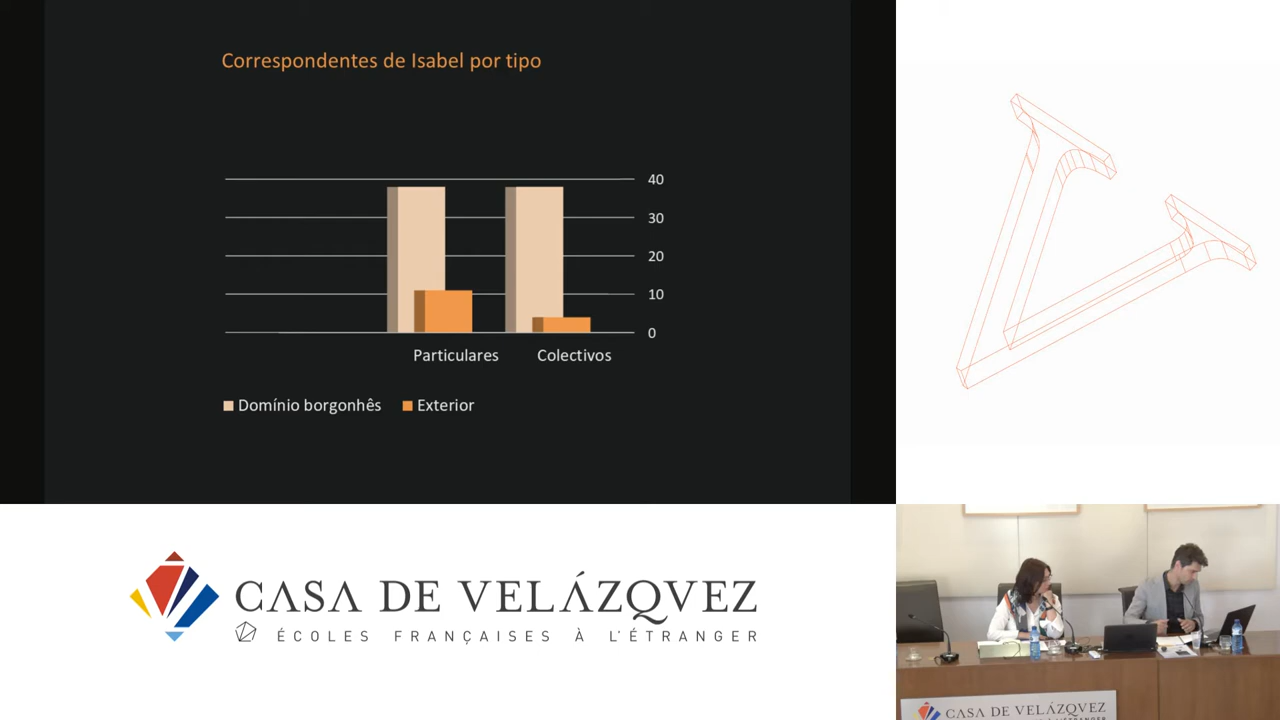 Correspondentes de Isabel por tipo
40
30
20
10
0
Particulares Colectivos
Domínio borgonhês Exterior
CASA DE VELÁZQVEZ
ÉCOLES FRANÇAISES À L'ÉTRANGER
CASA DE VELÁZQVEZ